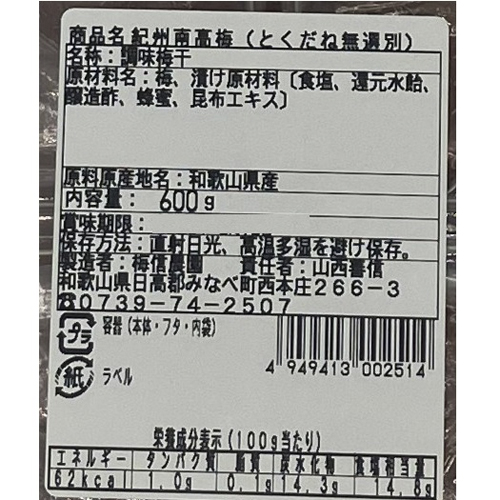 商品名 紀州南高梅（とくだね無選別）
名称：調味梅干
原材料名：梅、漬け原材料〔食塩、還元水飴、
醸造酢、蜂蜜、昆布エキス〕
原料原産地名：和歌山県産
内容量： 600g
賞味期限：
保存方法：直射日光、高温多湿を避け保存。
製造者：梅信農園 責任者：山西善信
和歌山県日高郡みなべ町西本庄266-3
☎0739-74-2507
プラ 容器（本体・フタ・内袋）
紙 ラベル
4 949413 002514
栄養成分表示（100g当たり）
エネルギー タンパク質 脂質 炭水化物 食塩相当量
62kcal 1.0g 0.1g 14.3g 14.8g